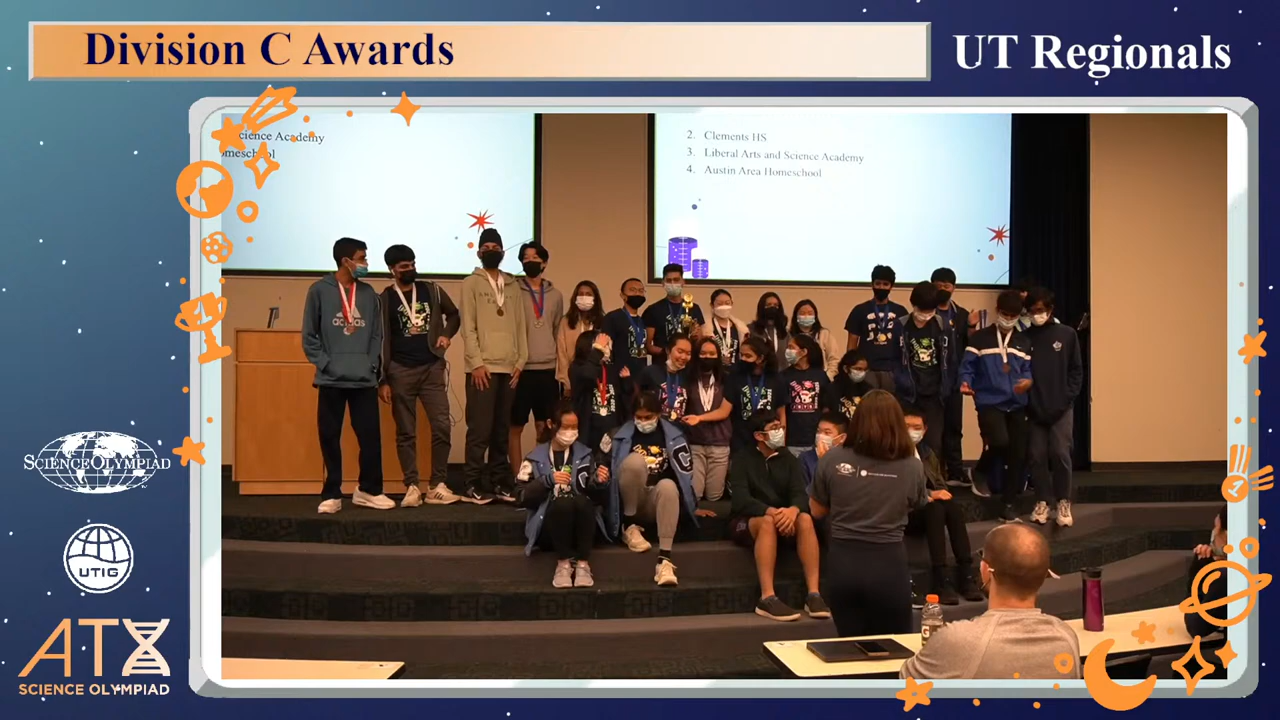 Division C Awards
UT Regionals
Science Academy
omeschool
2. Clements HS
3. Liberal Arts and Science Academy
4. Austin Area Homeschool
adidas
SCIENCE OLYMPIAD
UTIG
ATX
SCIENCE OLYMPIAD